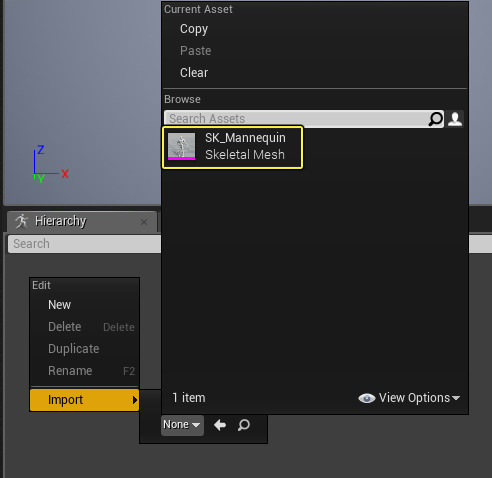 Current Asset
Copy
Paste
Clear
Browse
Search Assets
SK_Mannequin
Skeletal Mesh
Z
X
Y
Hierarchy
Search
Edit
New
Delete Delete
Duplicate
Rename F2
Import
1 item View Options
None